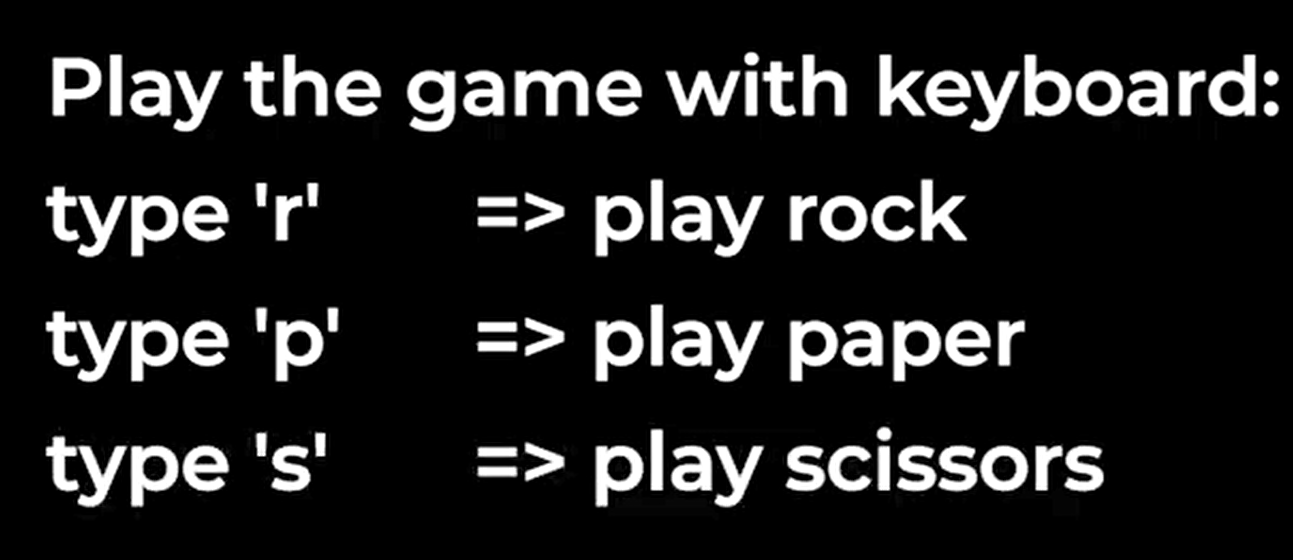 Play the game with keyboard:
type 'r' => play rock
type 'p' => play paper
type 's' => play scissors